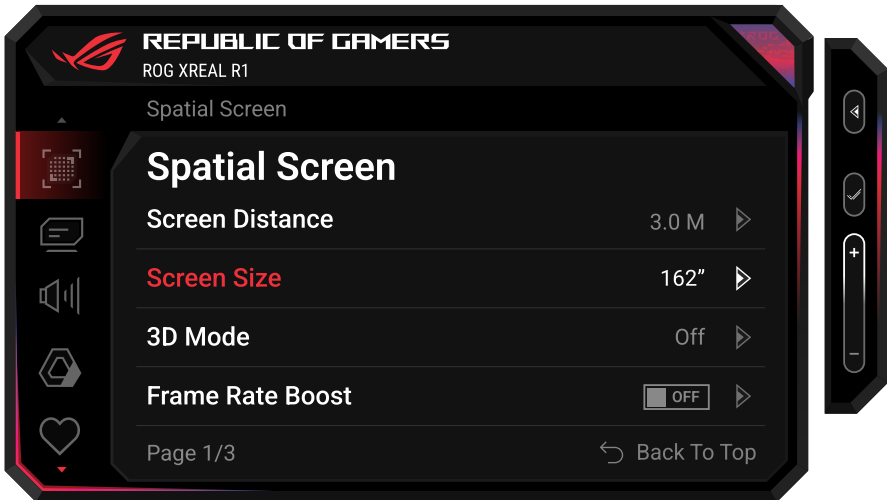 REPUBLIC OF GAMERS
ROG XREAL R1
Spatial Screen
Spatial Screen
Screen Distance 3.0 M
Screen Size 162”
3D Mode Off
Frame Rate Boost OFF
Page 1/3 Back To Top
+
−